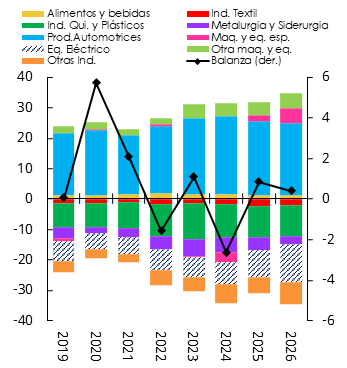 Alimentos y bebidas
Ind. Textil
Ind. Qui. y Plásticos
Metalurgia y Siderurgia
Prod.Automotrices
Maq. y eq. esp.
Eq. Eléctrico
Otra maq. y eq.
Otras Ind.
Balanza (der.)
40
30
20
10
0
-10
-20
-30
-40
6
4
2
0
-2
-4
-6
2019
2020
2021
2022
2023
2024
2025
2026